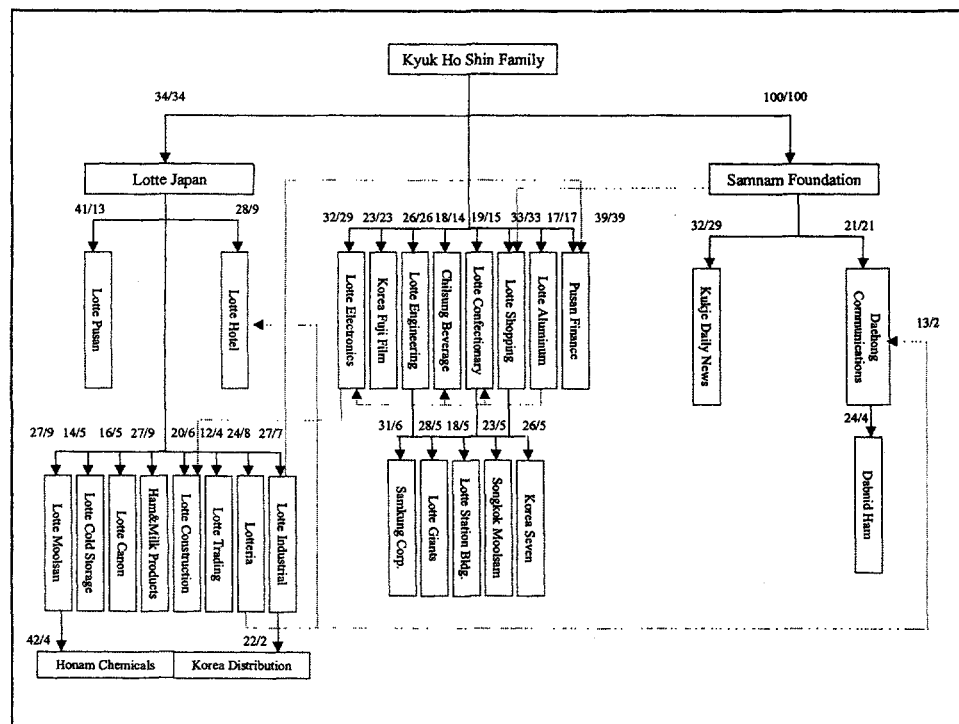 Kyuk Ho Shin Family
34/34
100/100
Lotte Japan
Samnam Foundation
41/13
28/9
32/29
23/23
26/26
18/14
19/15
33/33
17/17
39/39
32/29
21/21
Lotte Pusan
Lotte Hotel
Lotte Electronics
Korea Fuji Film
Lotte Engineering
Chilsung Beverage
Lotte Confectionary
Lotte Shopping
Lotte Aluminum
Pusan Finance
Kukje Daily News
Daehong
Communications
13/2
27/9
14/5
16/5
27/9
20/6
12/4
24/8
27/7
31/6
28/5
18/5
23/5
26/5
24/4
Lotte Moolsan
Lotte Cold Storage
Lotte Canon
Ham&Milk Products
Lotte Construction
Lotte Trading
Lotteria
Lotte Industrial
Samkung Corp.
Lotte Giants
Lotte Station Bldg.
Songkok Moolsam
Korea Seven
Dabnid Ham
42/4
22/2
Honam Chemicals
Korea Distribution